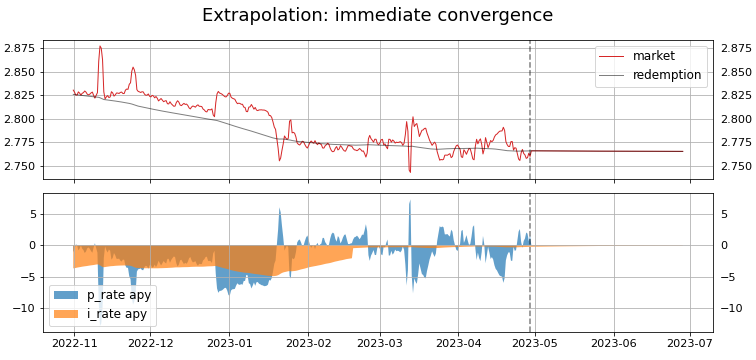 Extrapolation: immediate convergence
2.875 2.875
2.850 2.850
2.825 2.825
2.800 2.800
2.775 2.775
2.750 2.750
market
redemption
5 5
0 0
−5 −5
−10 −10
p_rate apy
i_rate apy
2022-11 2022-12 2023-01 2023-02 2023-03 2023-04 2023-05 2023-06 2023-07